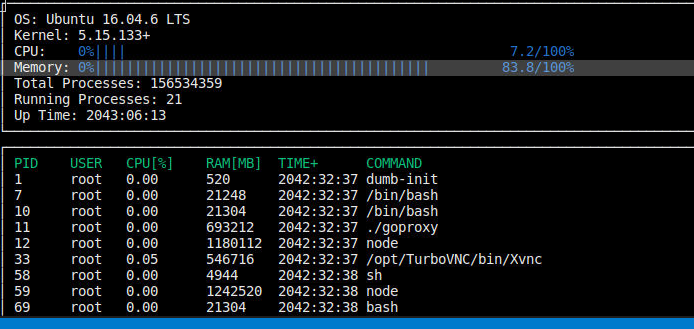 OS: Ubuntu 16.04.6 LTS
Kernel: 5.15.133+
CPU: 0%|||| 7.2/100%
Memory: 0%|||||||||||||||||||||||||||||||||||||||||| 83.8/100%
Total Processes: 156534359
Running Processes: 21
Up Time: 2043:06:13
PID USER CPU[%] RAM[MB] TIME+ COMMAND
1 root 0.00 520 2042:32:37 dumb-init
7 root 0.00 21248 2042:32:37 /bin/bash
10 root 0.00 21304 2042:32:37 /bin/bash
11 root 0.00 693212 2042:32:37 ./goproxy
12 root 0.00 1180112 2042:32:37 node
33 root 0.05 546716 2042:32:37 /opt/TurboVNC/bin/Xvnc
58 root 0.00 4944 2042:32:38 sh
59 root 0.00 1242520 2042:32:38 node
69 root 0.00 21304 2042:32:38 bash